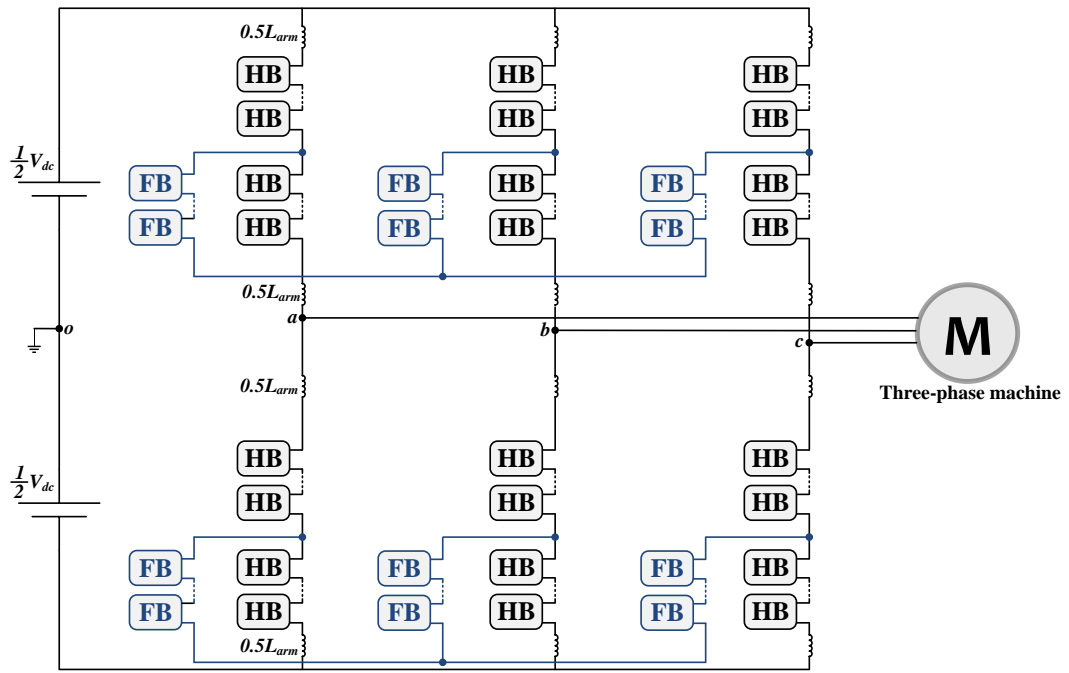 0.5Larm
HB HB HB
HB HB HB
1/2 Vdc
FB HB FB HB FB HB
FB HB FB HB FB HB
0.5Larm
a
o
b
c
M
Three-phase machine
0.5Larm
HB HB HB
1/2 Vdc
HB HB HB
FB HB FB HB FB HB
FB HB FB HB FB HB
0.5Larm